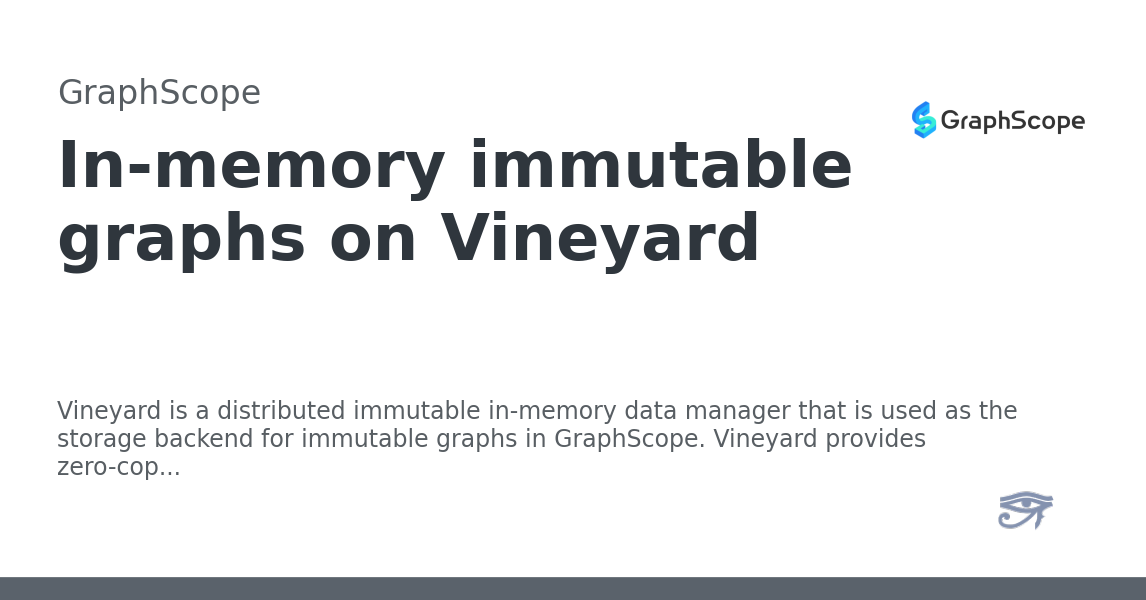 GraphScope
GraphScope
In-memory immutable
graphs on Vineyard
Vineyard is a distributed immutable in-memory data manager that is used as the
storage backend for immutable graphs in GraphScope. Vineyard provides
zero-cop...